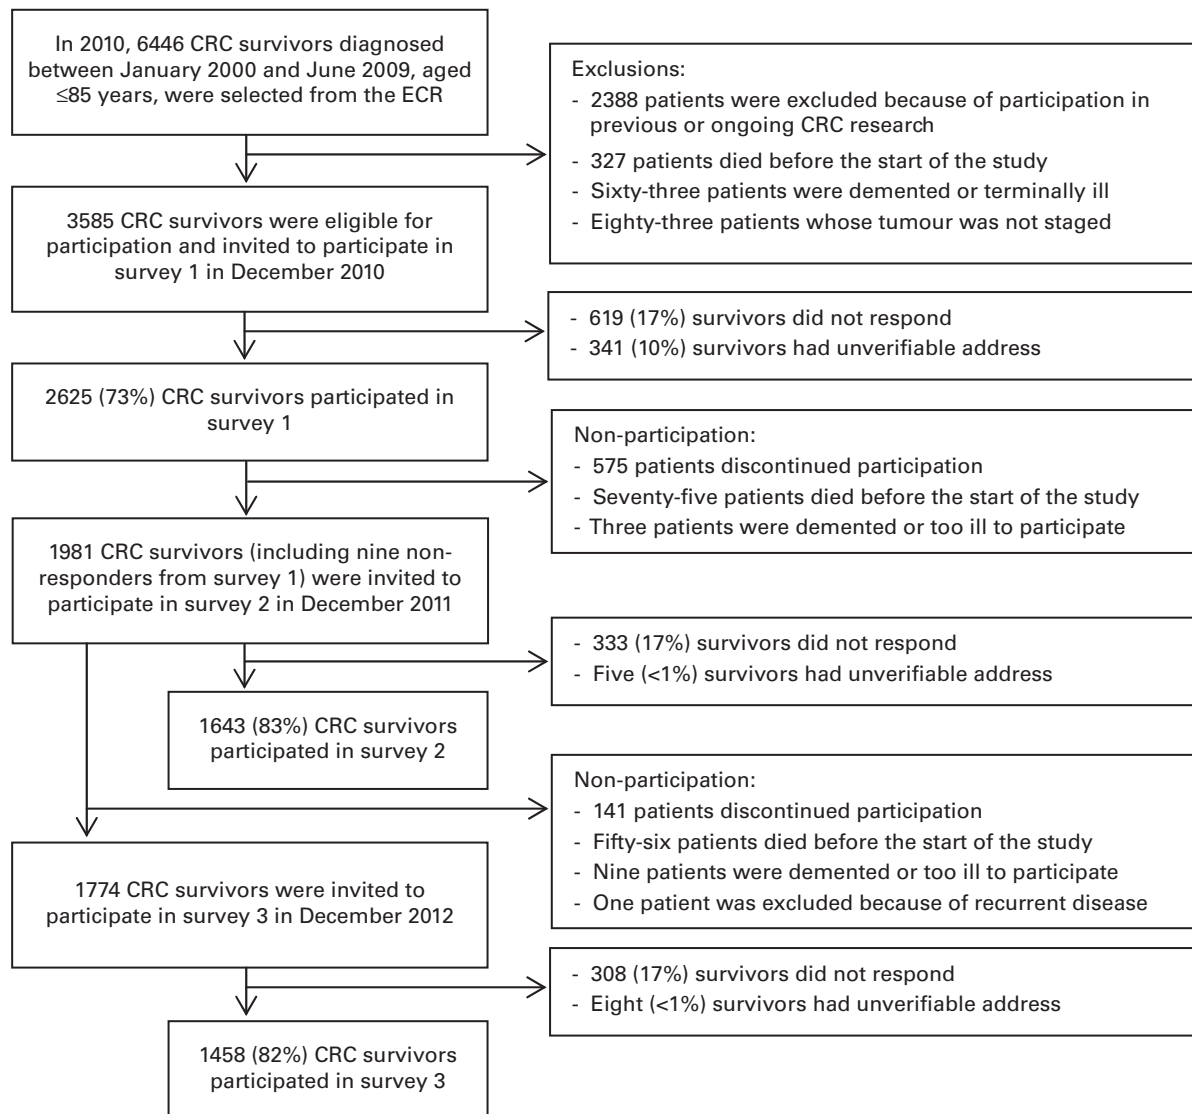 In 2010, 6446 CRC survivors diagnosed
between January 2000 and June 2009, aged
≤85 years, were selected from the ECR
Exclusions:
- 2388 patients were excluded because of participation in
previous or ongoing CRC research
- 327 patients died before the start of the study
- Sixty-three patients were demented or terminally ill
- Eighty-three patients whose tumour was not staged
3585 CRC survivors were eligible for
participation and invited to participate in
survey 1 in December 2010
- 619 (17%) survivors did not respond
- 341 (10%) survivors had unverifiable address
2625 (73%) CRC survivors participated in
survey 1
Non-participation:
- 575 patients discontinued participation
- Seventy-five patients died before the start of the study
- Three patients were demented or too ill to participate
1981 CRC survivors (including nine non-
responders from survey 1) were invited to
participate in survey 2 in December 2011
- 333 (17%) survivors did not respond
- Five (<1%) survivors had unverifiable address
1643 (83%) CRC survivors
participated in survey 2
Non-participation:
- 141 patients discontinued participation
- Fifty-six patients died before the start of the study
- Nine patients were demented or too ill to participate
- One patient was excluded because of recurrent disease
1774 CRC survivors were invited to
participate in survey 3 in December 2012
- 308 (17%) survivors did not respond
- Eight (<1%) survivors had unverifiable address
1458 (82%) CRC survivors
participated in survey 3